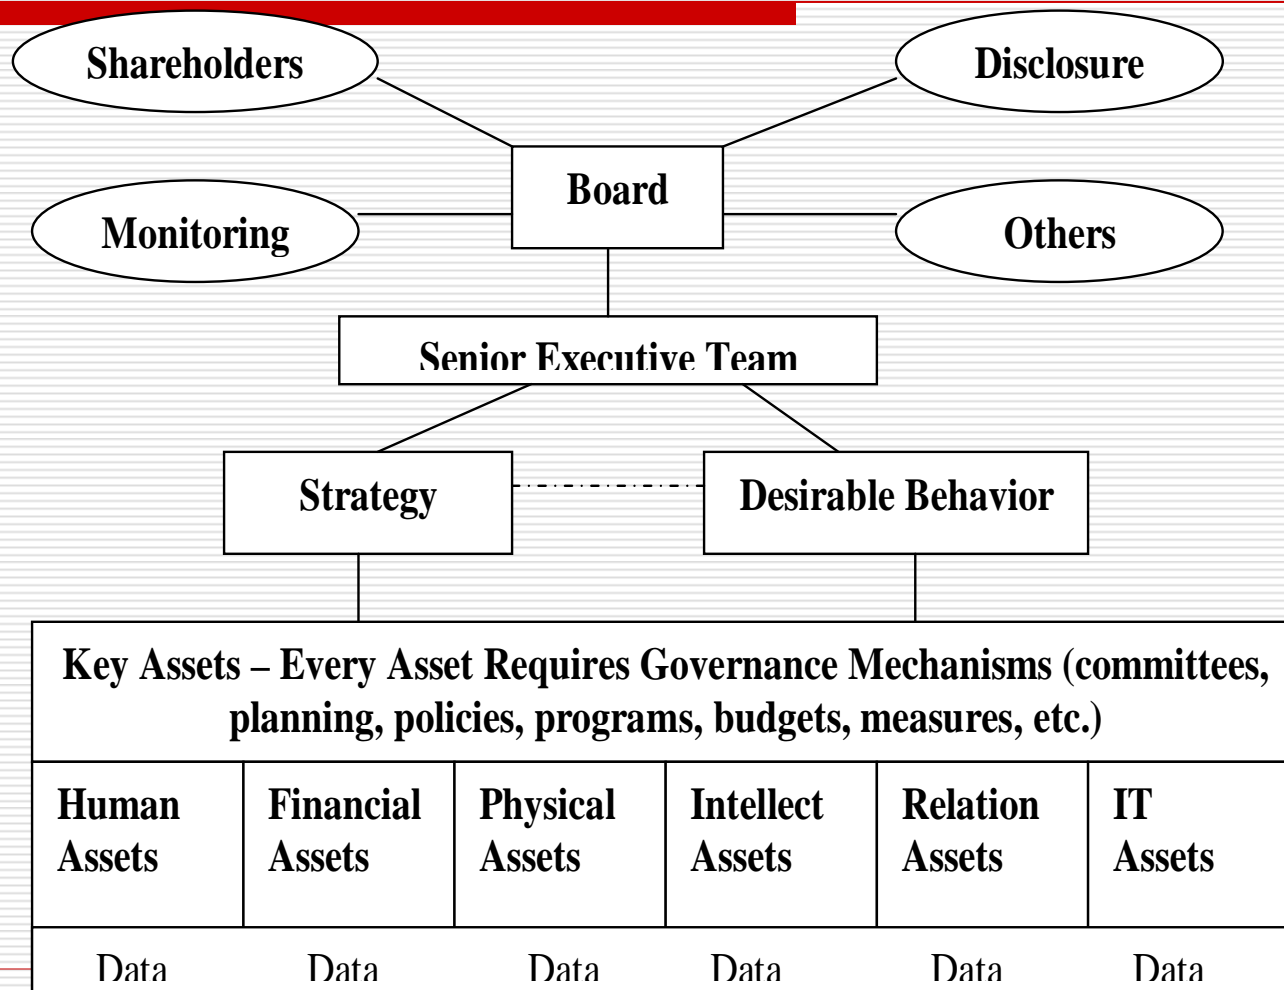 Shareholders
Disclosure
Board
Monitoring
Others
Senior Executive Team
Strategy
Desirable Behavior
Key Assets – Every Asset Requires Governance Mechanisms (committees,
planning, policies, programs, budgets, measures, etc.)
Human
Assets
Financial
Assets
Physical
Assets
Intellect
Assets
Relation
Assets
IT
Assets
Data
Data
Data
Data
Data
Data